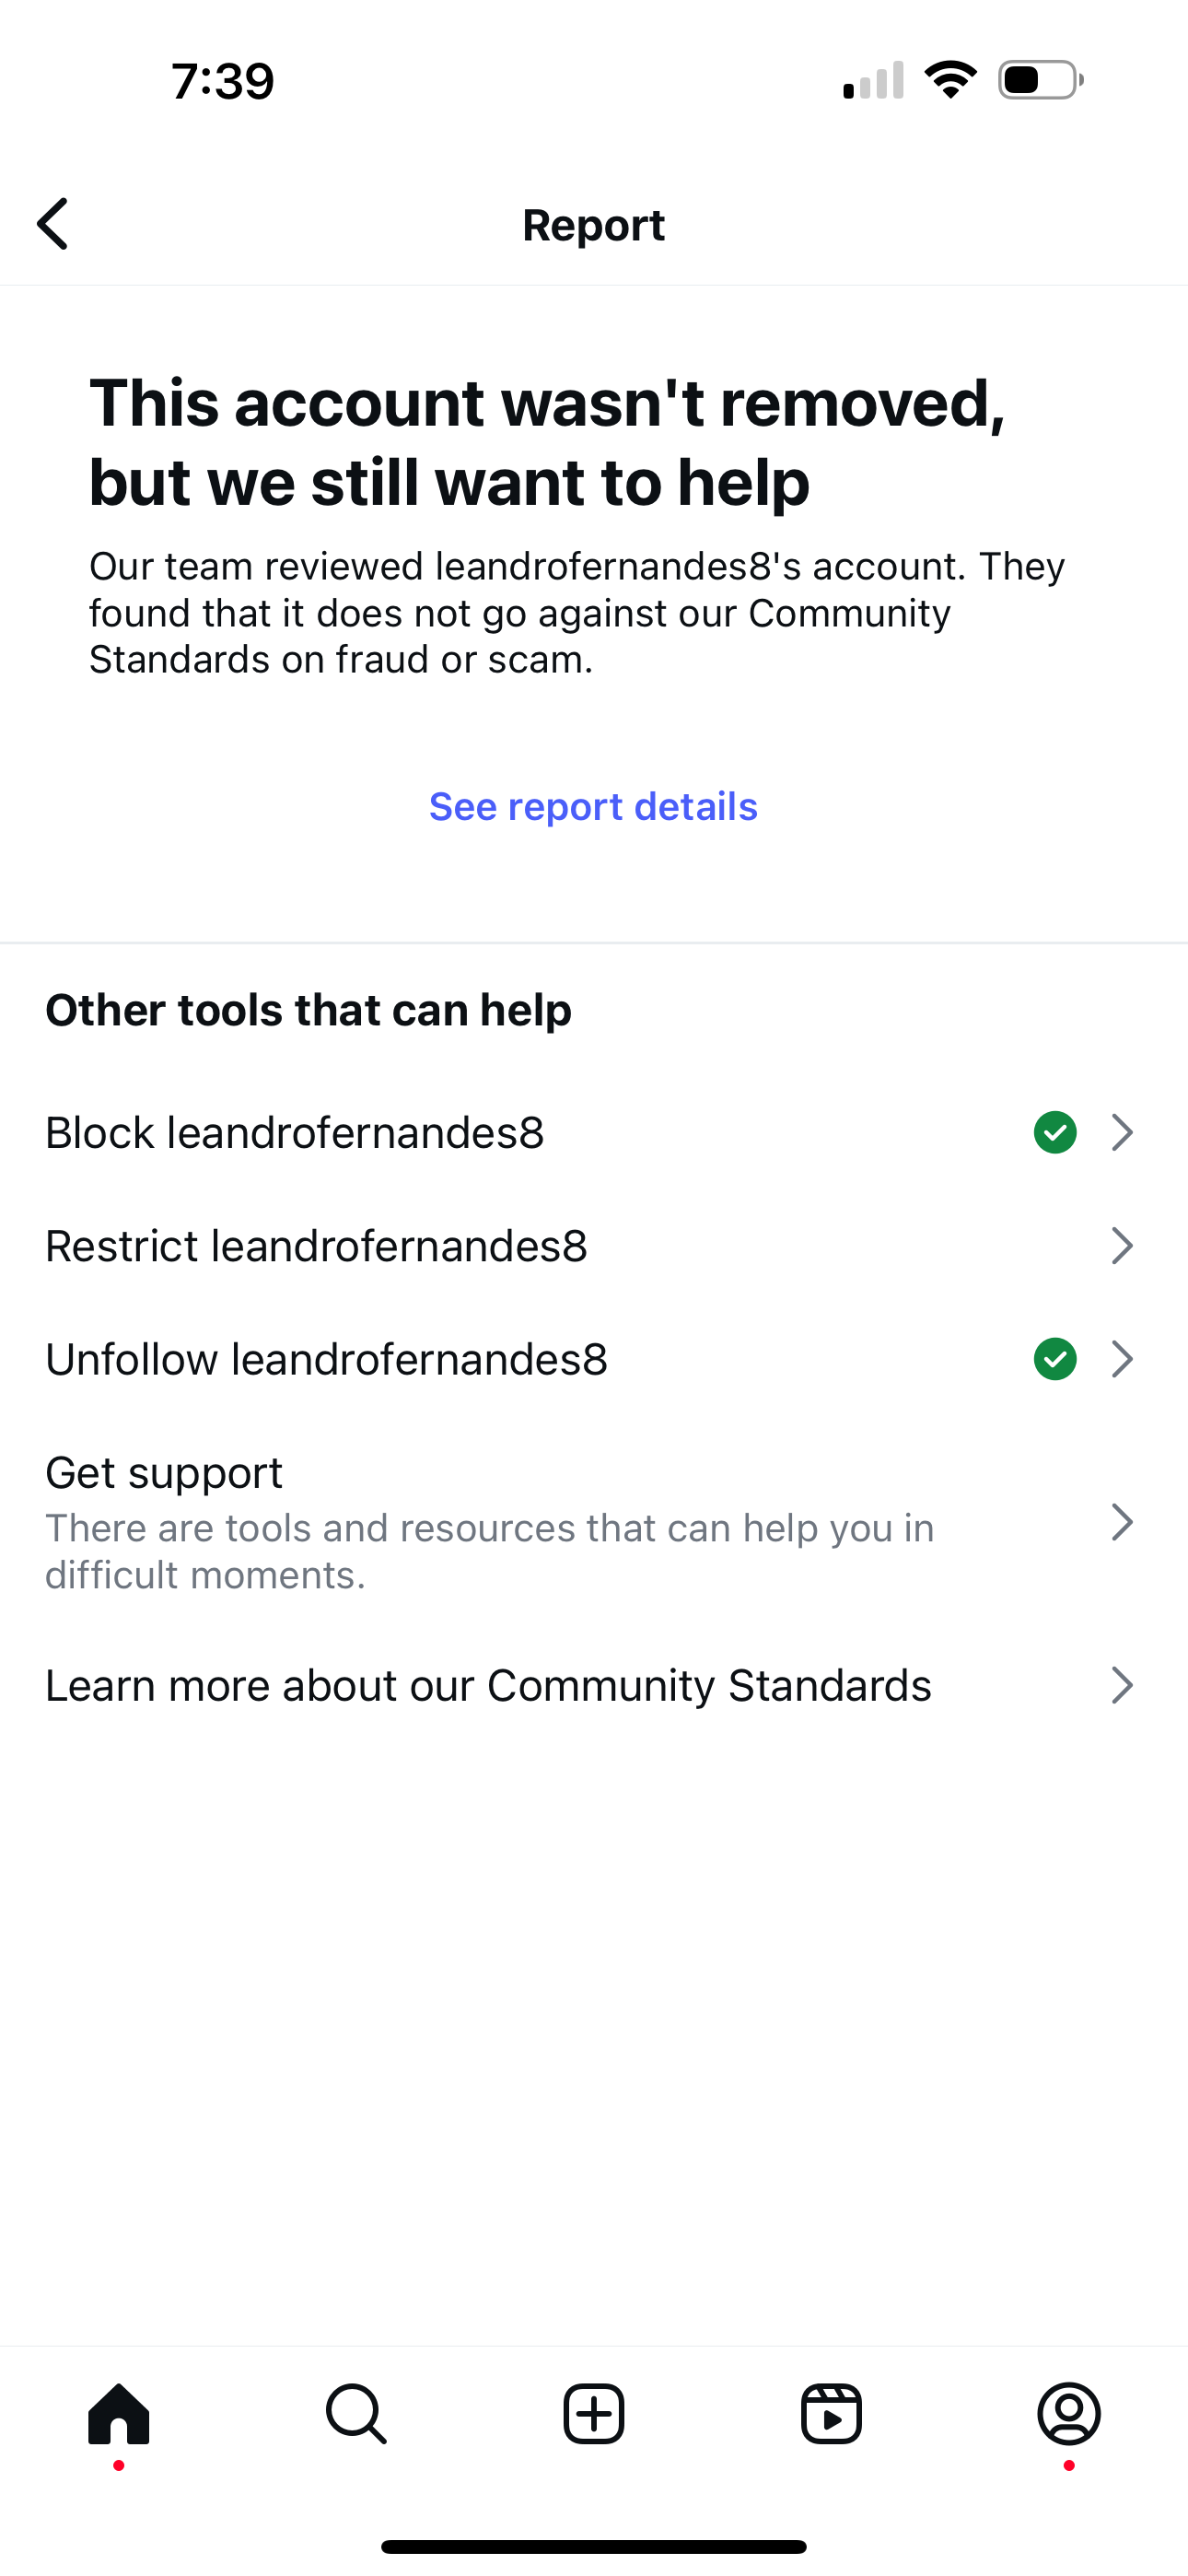 7:39
Report
This account wasn't removed,
but we still want to help
Our team reviewed leandrofernandes8's account. They
found that it does not go against our Community
Standards on fraud or scam.
See report details
Other tools that can help
Block leandrofernandes8
Restrict leandrofernandes8
Unfollow leandrofernandes8
Get support
There are tools and resources that can help you in
difficult moments.
Learn more about our Community Standards